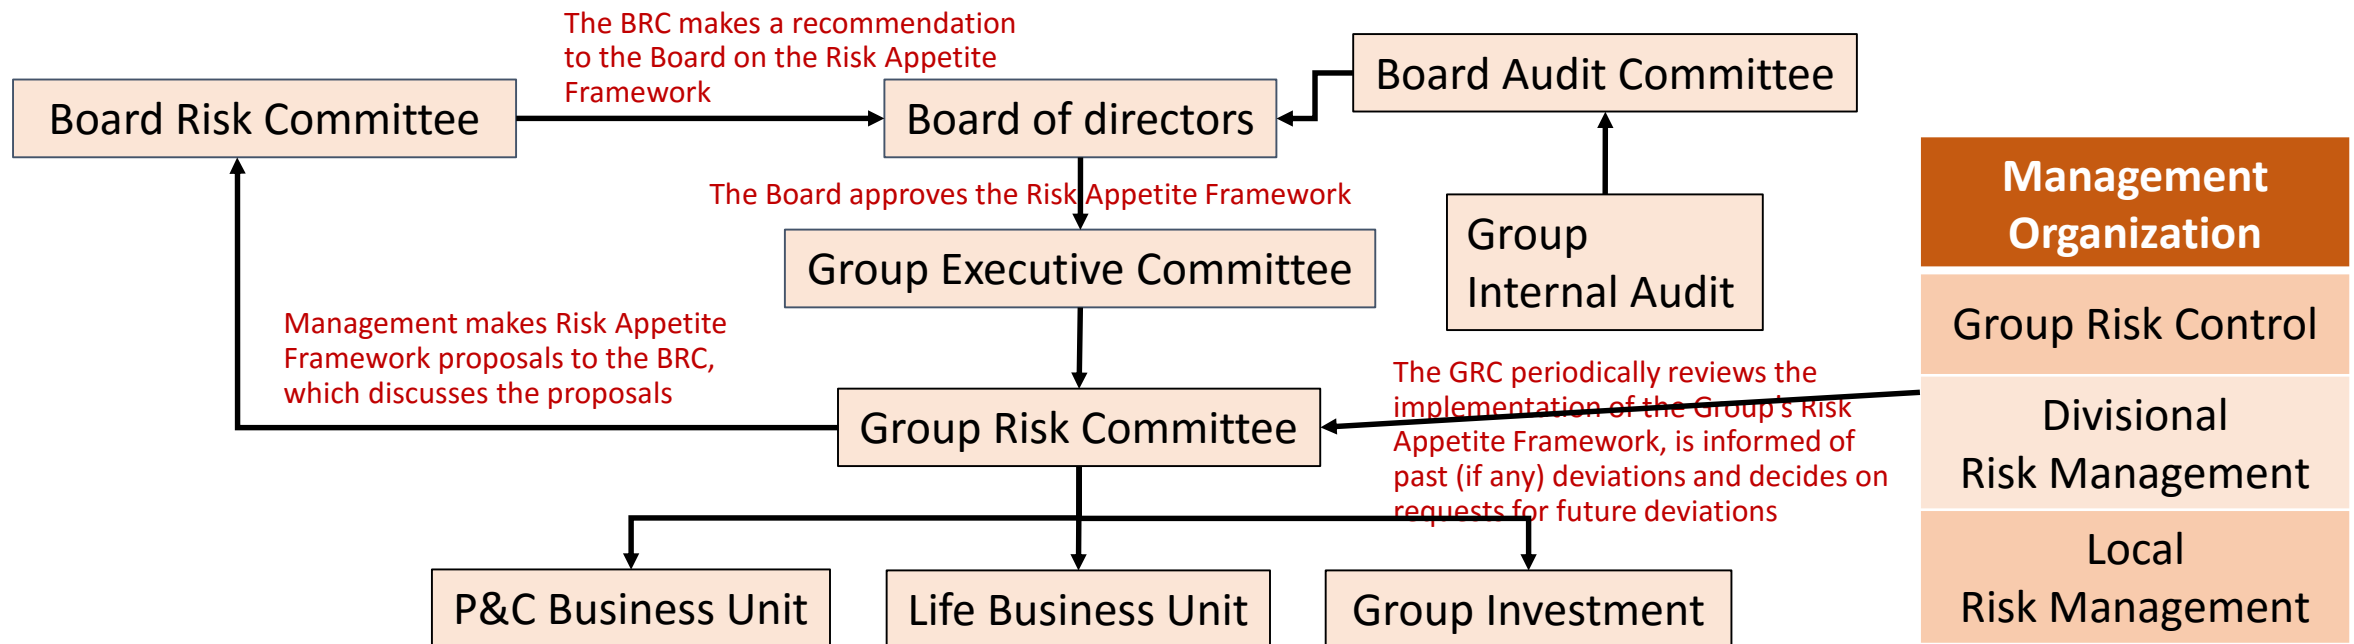 The BRC makes a recommendation
to the Board on the Risk Appetite
Framework
Board Risk Committee
Board of directors
Board Audit Committee
The Board approves the Risk Appetite Framework
Group Executive Committee
Group
Internal Audit
Management makes Risk Appetite
Framework proposals to the BRC,
which discusses the proposals
Group Risk Committee
The GRC periodically reviews the
implementation of the Group's Risk
Appetite Framework, is informed of
past (if any) deviations and decides on
requests for future deviations
P&C Business Unit
Life Business Unit
Group Investment
Management
Organization
Group Risk Control
Divisional
Risk Management
Local
Risk Management